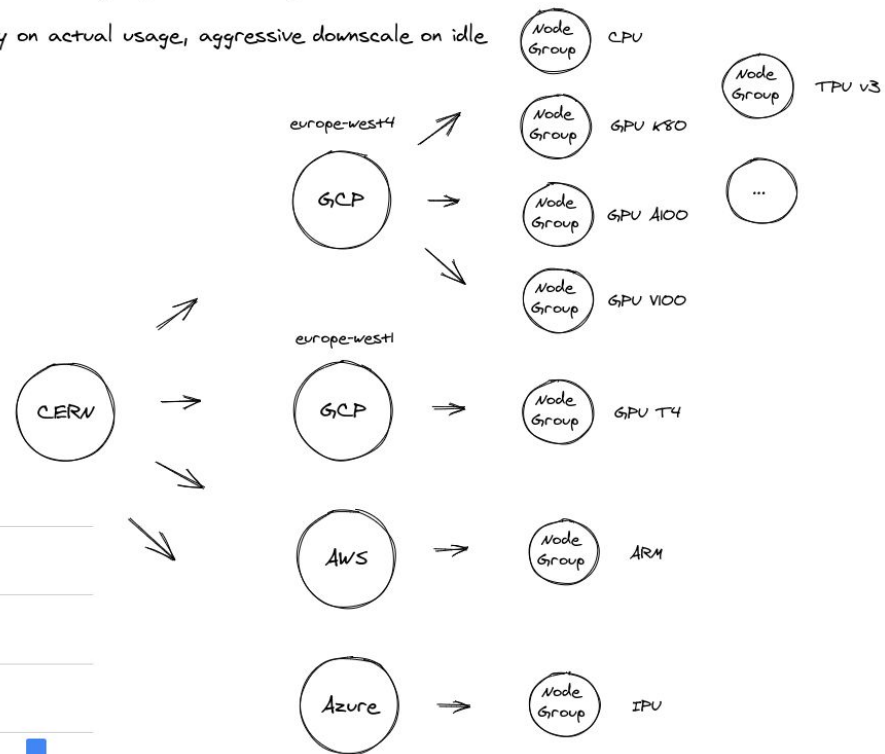 on actual usage, aggressive downscale on idle
Node
Group
CPU
Node
Group
TPU v3
europe-west4
Node
Group
GPU K80
GCP
Node
Group
GPU A100
...
Node
Group
GPU V100
europe-west1
CERN
GCP
Node
Group
GPU T4
AWS
Node
Group
ARM
Azure
Node
Group
IPU